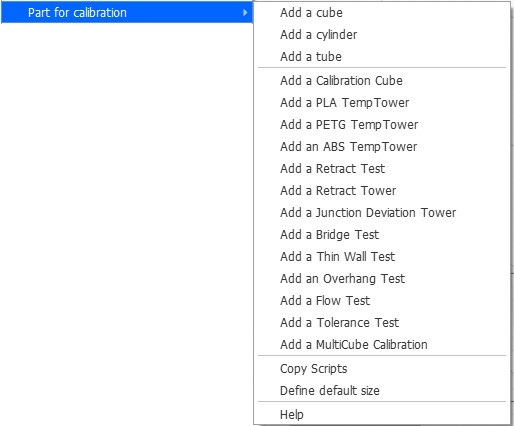 Part for calibration
Add a cube
Add a cylinder
Add a tube
Add a Calibration Cube
Add a PLA TempTower
Add a PETG TempTower
Add an ABS TempTower
Add a Retract Test
Add a Retract Tower
Add a Junction Deviation Tower
Add a Bridge Test
Add a Thin Wall Test
Add an Overhang Test
Add a Flow Test
Add a Tolerance Test
Add a MultiCube Calibration
Copy Scripts
Define default size
Help